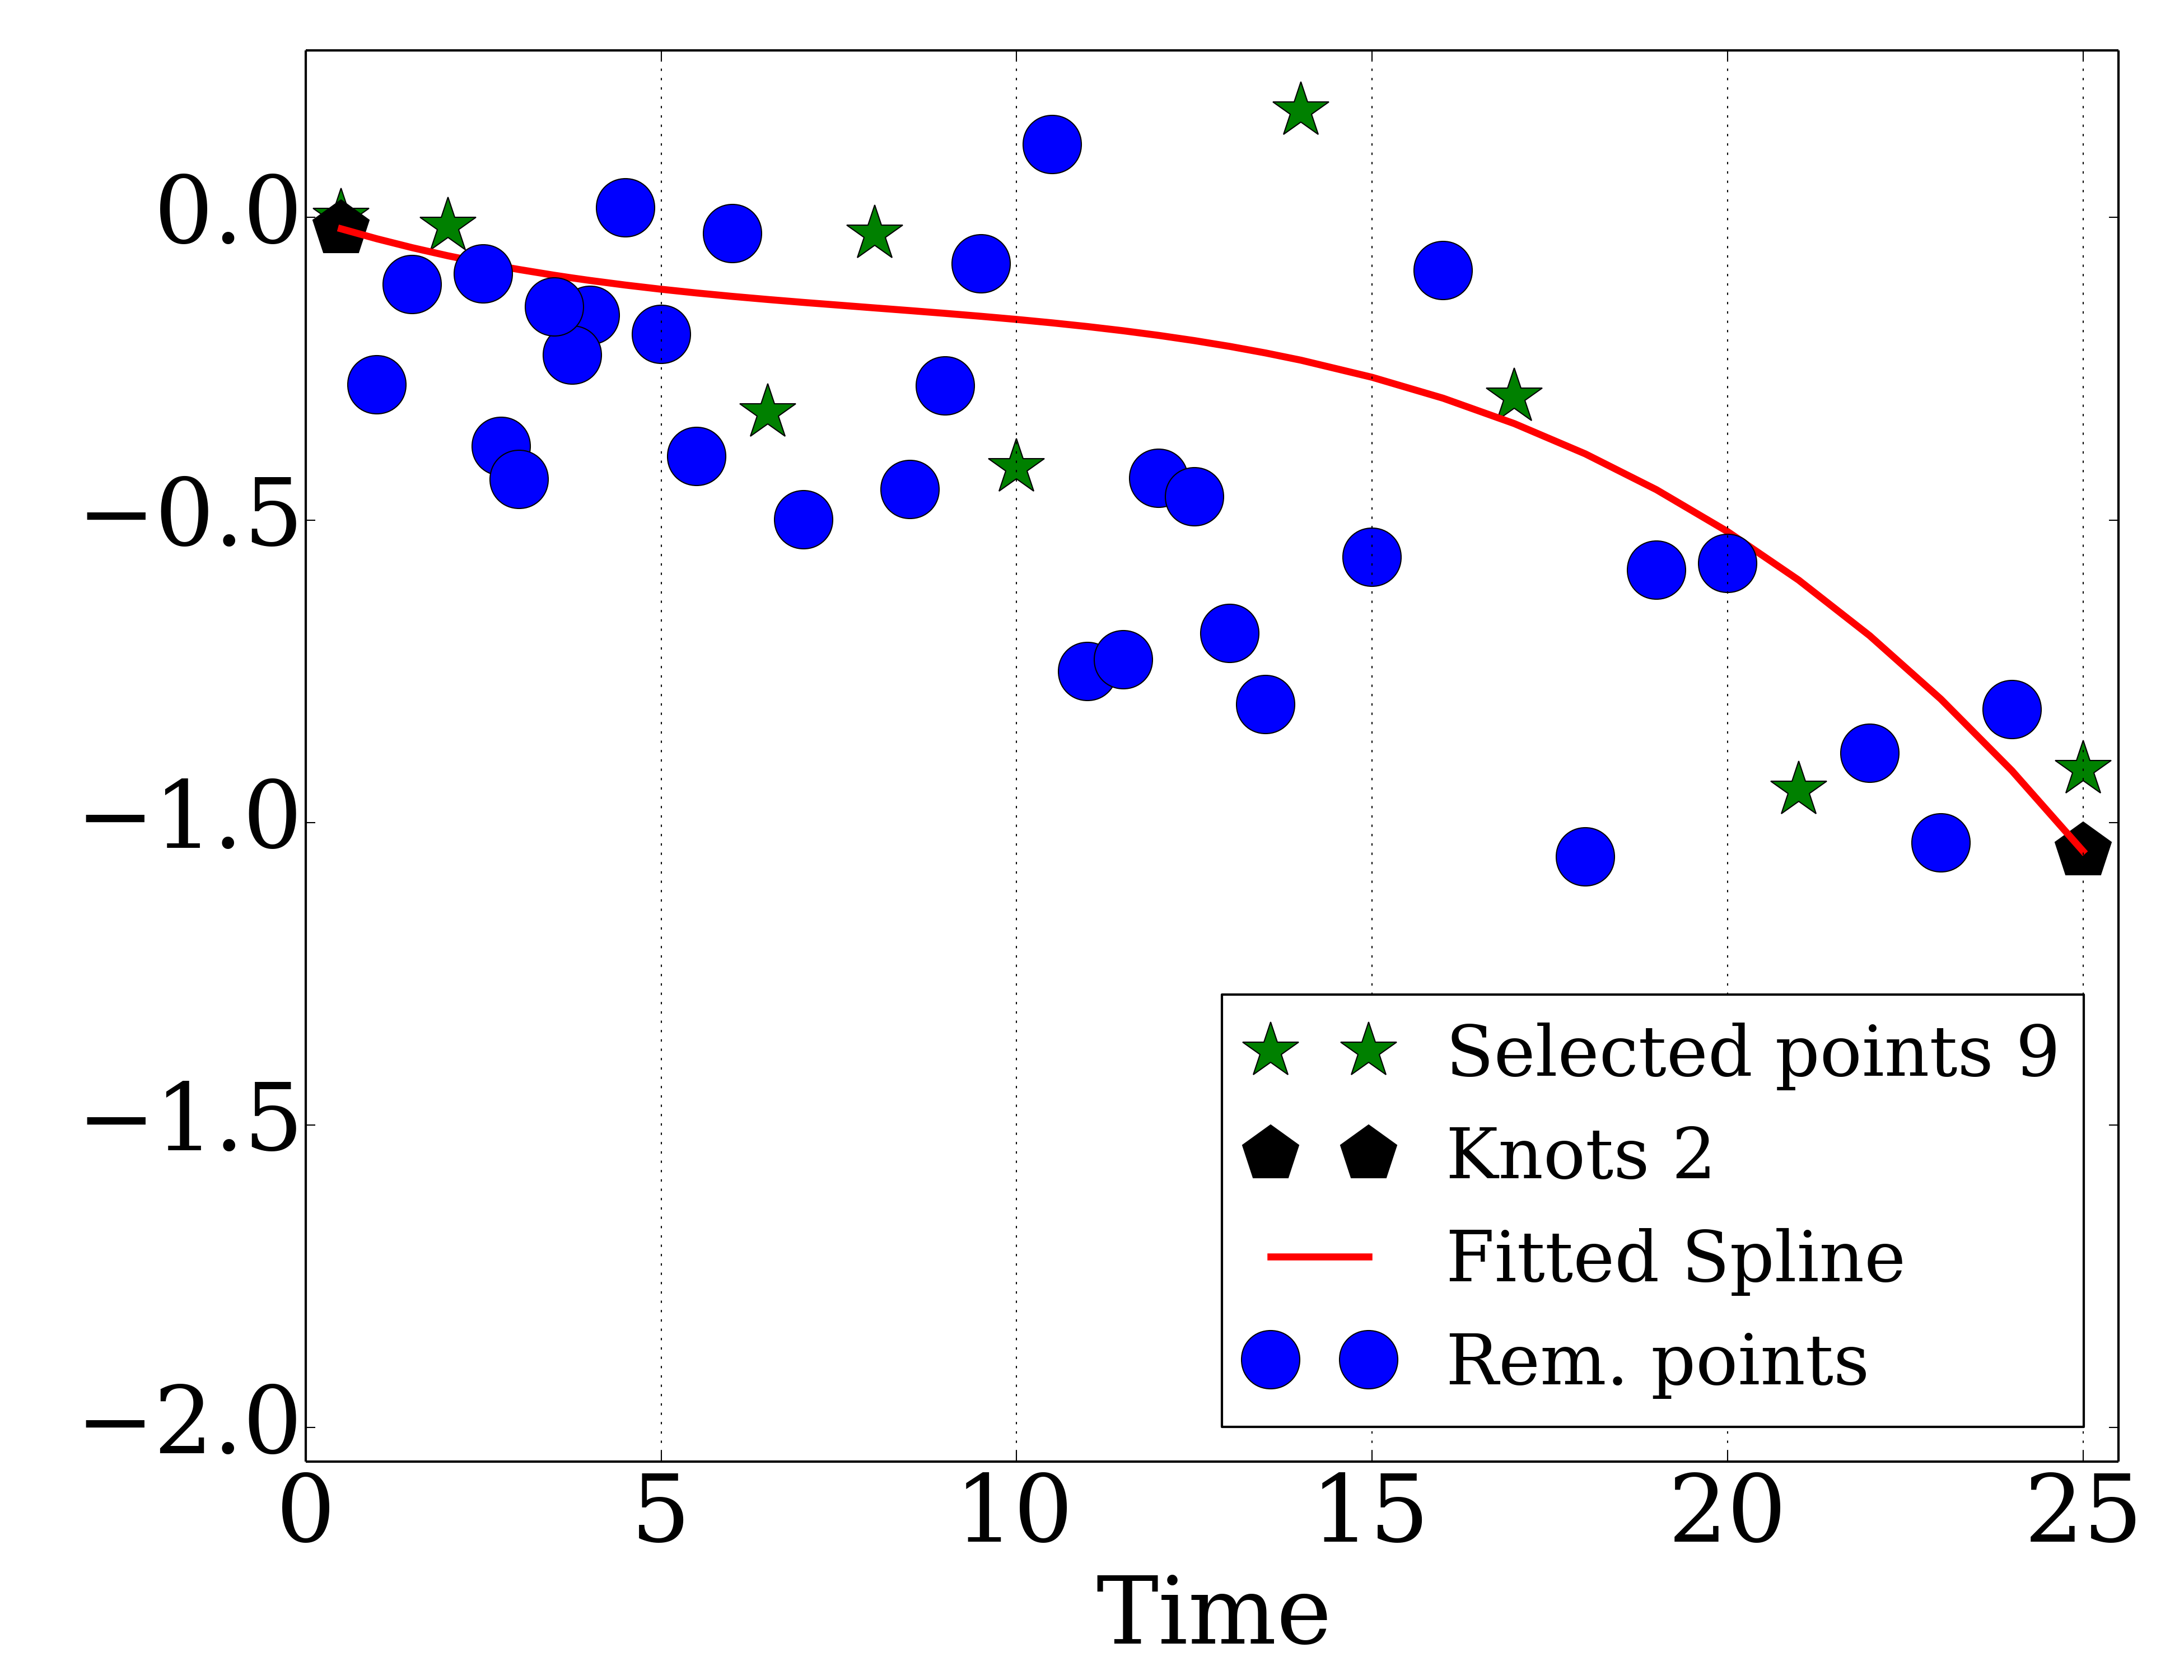 0.0
−0.5
−1.0
−1.5
−2.0
Selected points 9
Knots 2
Fitted Spline
Rem. points
0 5 10 15 20 25
Time